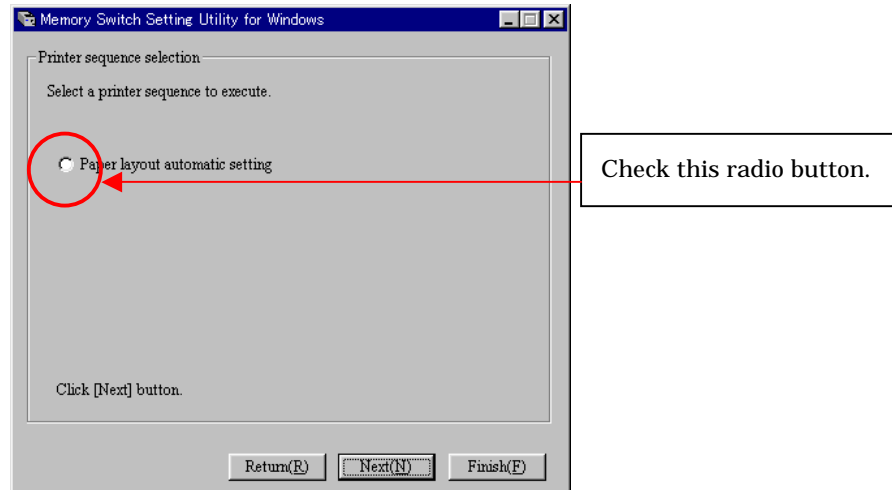 Memory Switch Setting Utility for Windows
Printer sequence selection
Select a printer sequence to execute.
Paper layout automatic setting
Check this radio button.
Click [Next] button.
Return(R) Next(N) Finish(F)